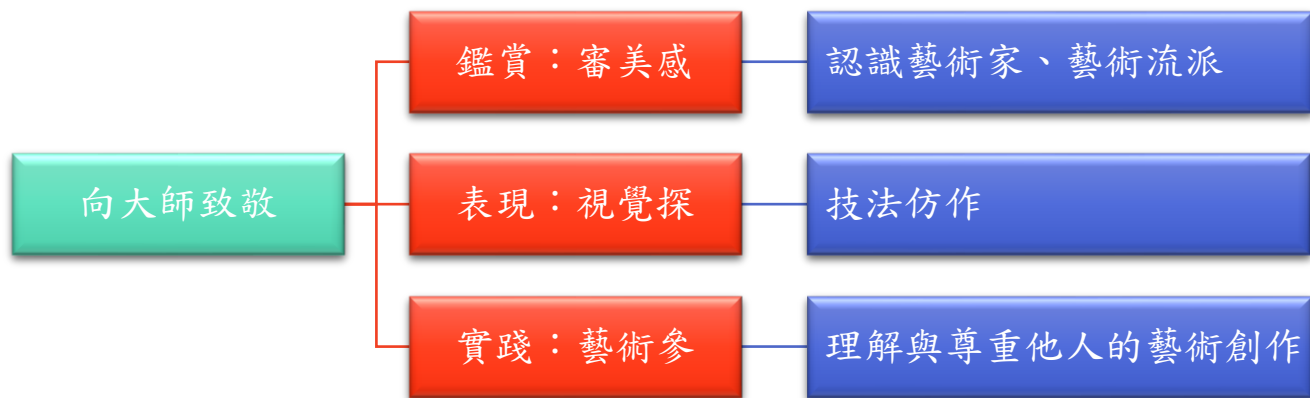 向大師致敬
鑑賞：審美感
認識藝術家、藝術流派
表現：視覺探
技法仿作
實踐：藝術參
理解與尊重他人的藝術創作